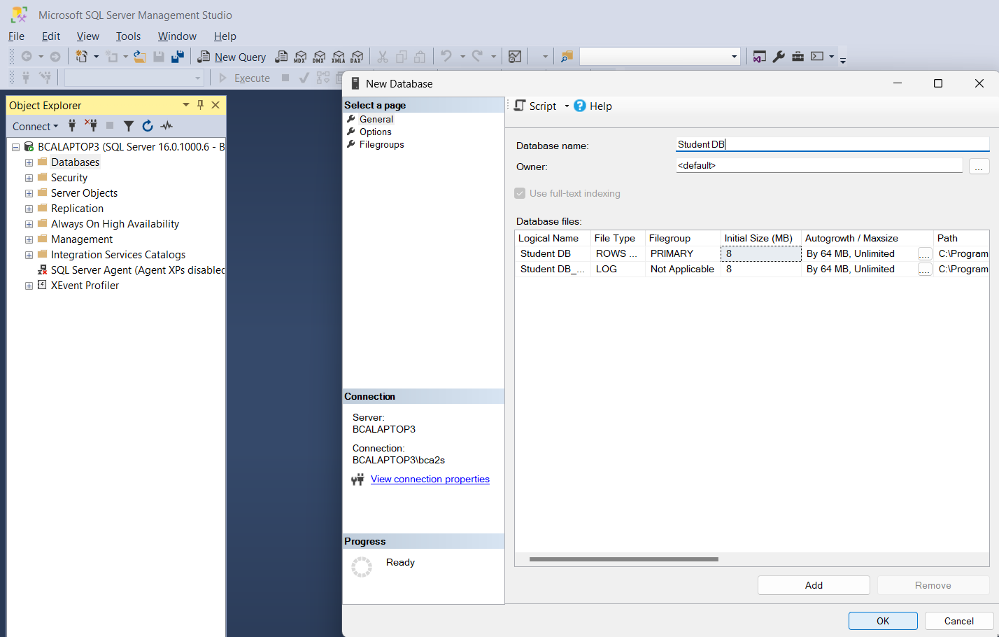 Microsoft SQL Server Management Studio
File Edit View Tools Window Help
New Query MDX DMX XMLA DAX
Execute
Object Explorer
Connect
BCALAPTOP3 (SQL Server 16.0.1000.6 - B
Databases
Security
Server Objects
Replication
Always On High Availability
Management
Integration Services Catalogs
SQL Server Agent (Agent XPs disabled
XEvent Profiler
New Database
Select a page
General
Options
Filegroups
Connection
Server:
BCALAPTOP3
Connection:
BCALAPTOP3\bca2s
View connection properties
Progress
Ready
Script Help
Database name: Student DB
Owner: <default> ...
Use full-text indexing
Database files:
Logical Name File Type Filegroup Initial Size (MB) Autogrowth / Maxsize Path
Student DB ROWS ... PRIMARY 8 By 64 MB, Unlimited .... C:\Program
Student DB_... LOG Not Applicable 8 By 64 MB, Unlimited .... C:\Program
Add Remove
OK Cancel